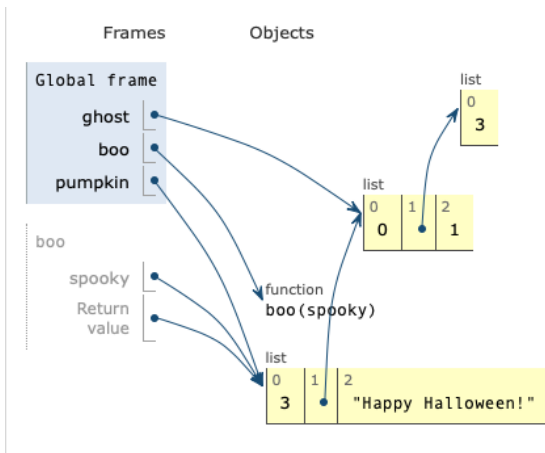 Frames Objects
Global frame
ghost
boo
pumpkin
list
0
3
list
0 1 2
0 1
boo
spooky
Return
value
function
boo(spooky)
list
0 1 2
3 "Happy Halloween!"